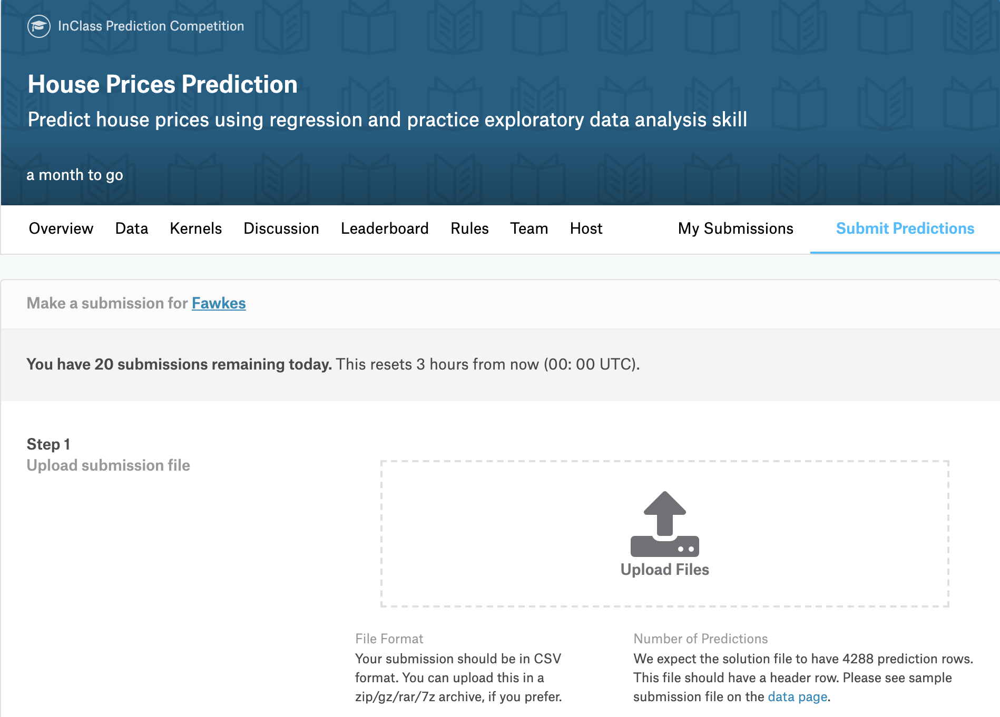 InClass Prediction Competition
House Prices Prediction
Predict house prices using regression and practice exploratory data analysis skill
a month to go
Overview Data Kernels Discussion Leaderboard Rules Team Host My Submissions Submit Predictions
Make a submission for Fawkes
You have 20 submissions remaining today. This resets 3 hours from now (00: 00 UTC).
Step 1
Upload submission file
Upload Files
File Format
Your submission should be in CSV
format. You can upload this in a
zip/gz/rar/7z archive, if you prefer.
Number of Predictions
We expect the solution file to have 4288 prediction rows.
This file should have a header row. Please see sample
submission file on the data page.